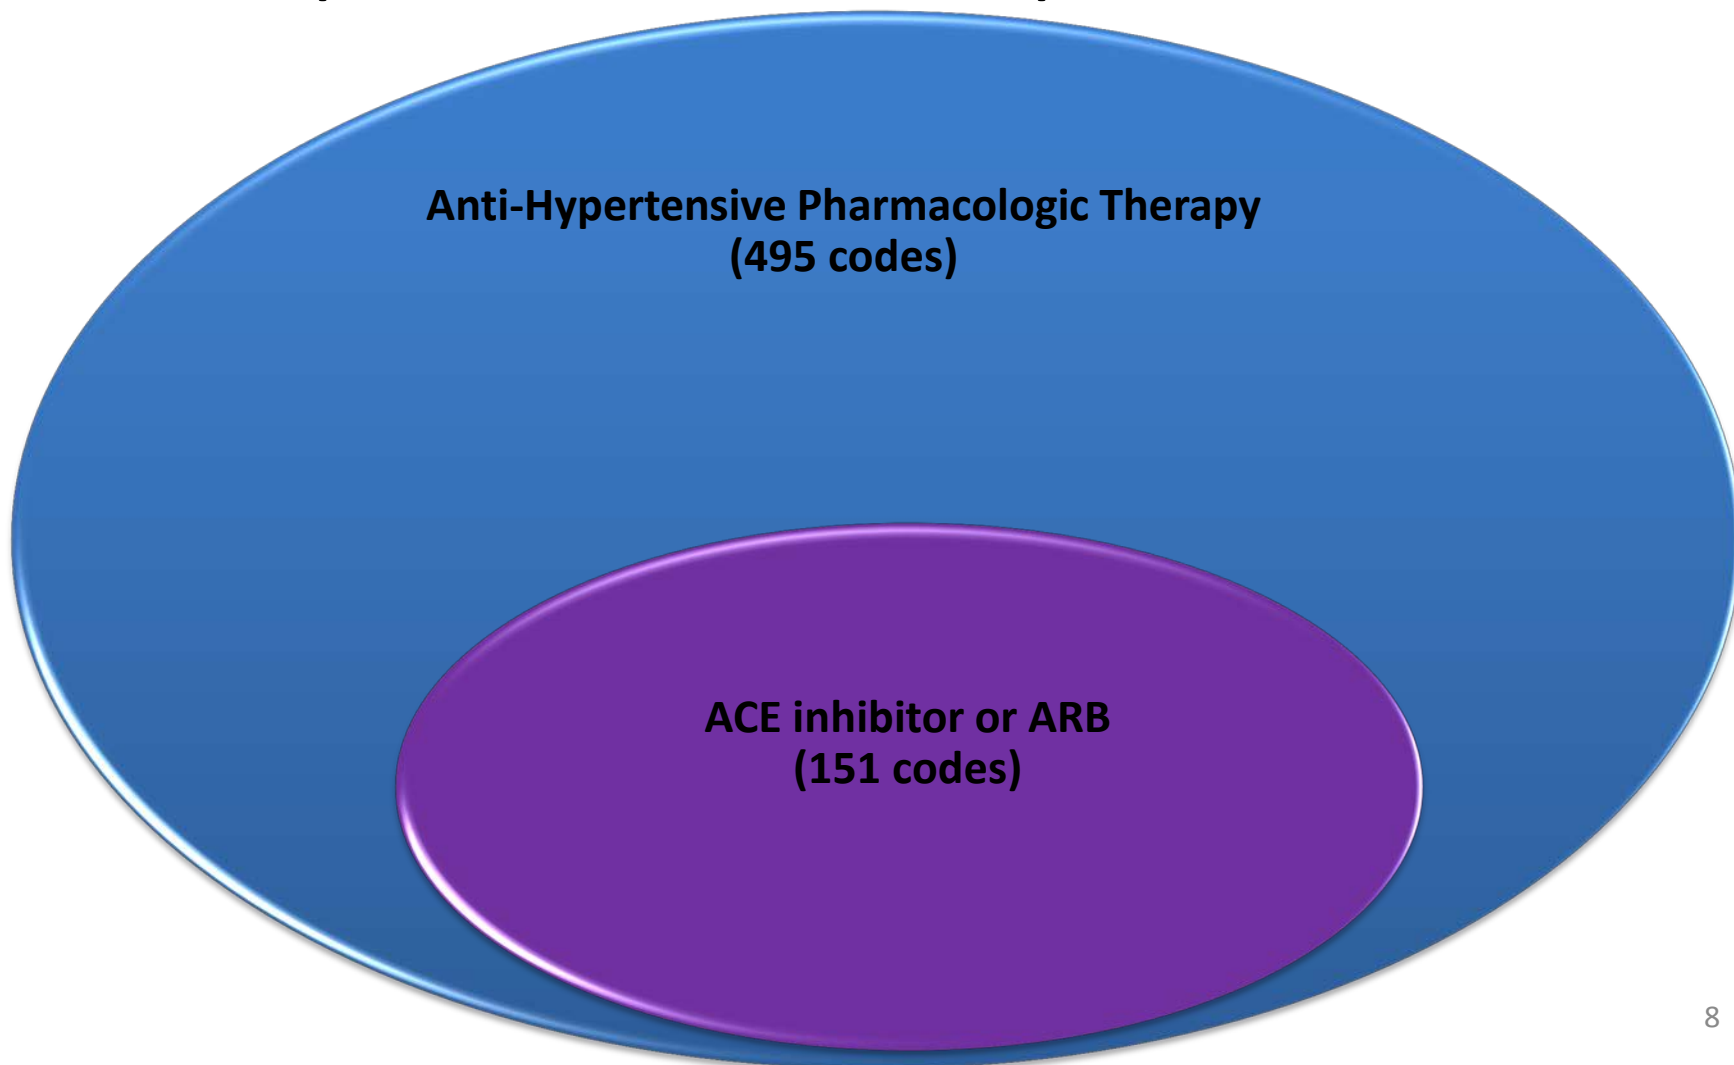 Anti-Hypertensive Pharmacologic Therapy
(495 codes)
ACE inhibitor or ARB
(151 codes)
8